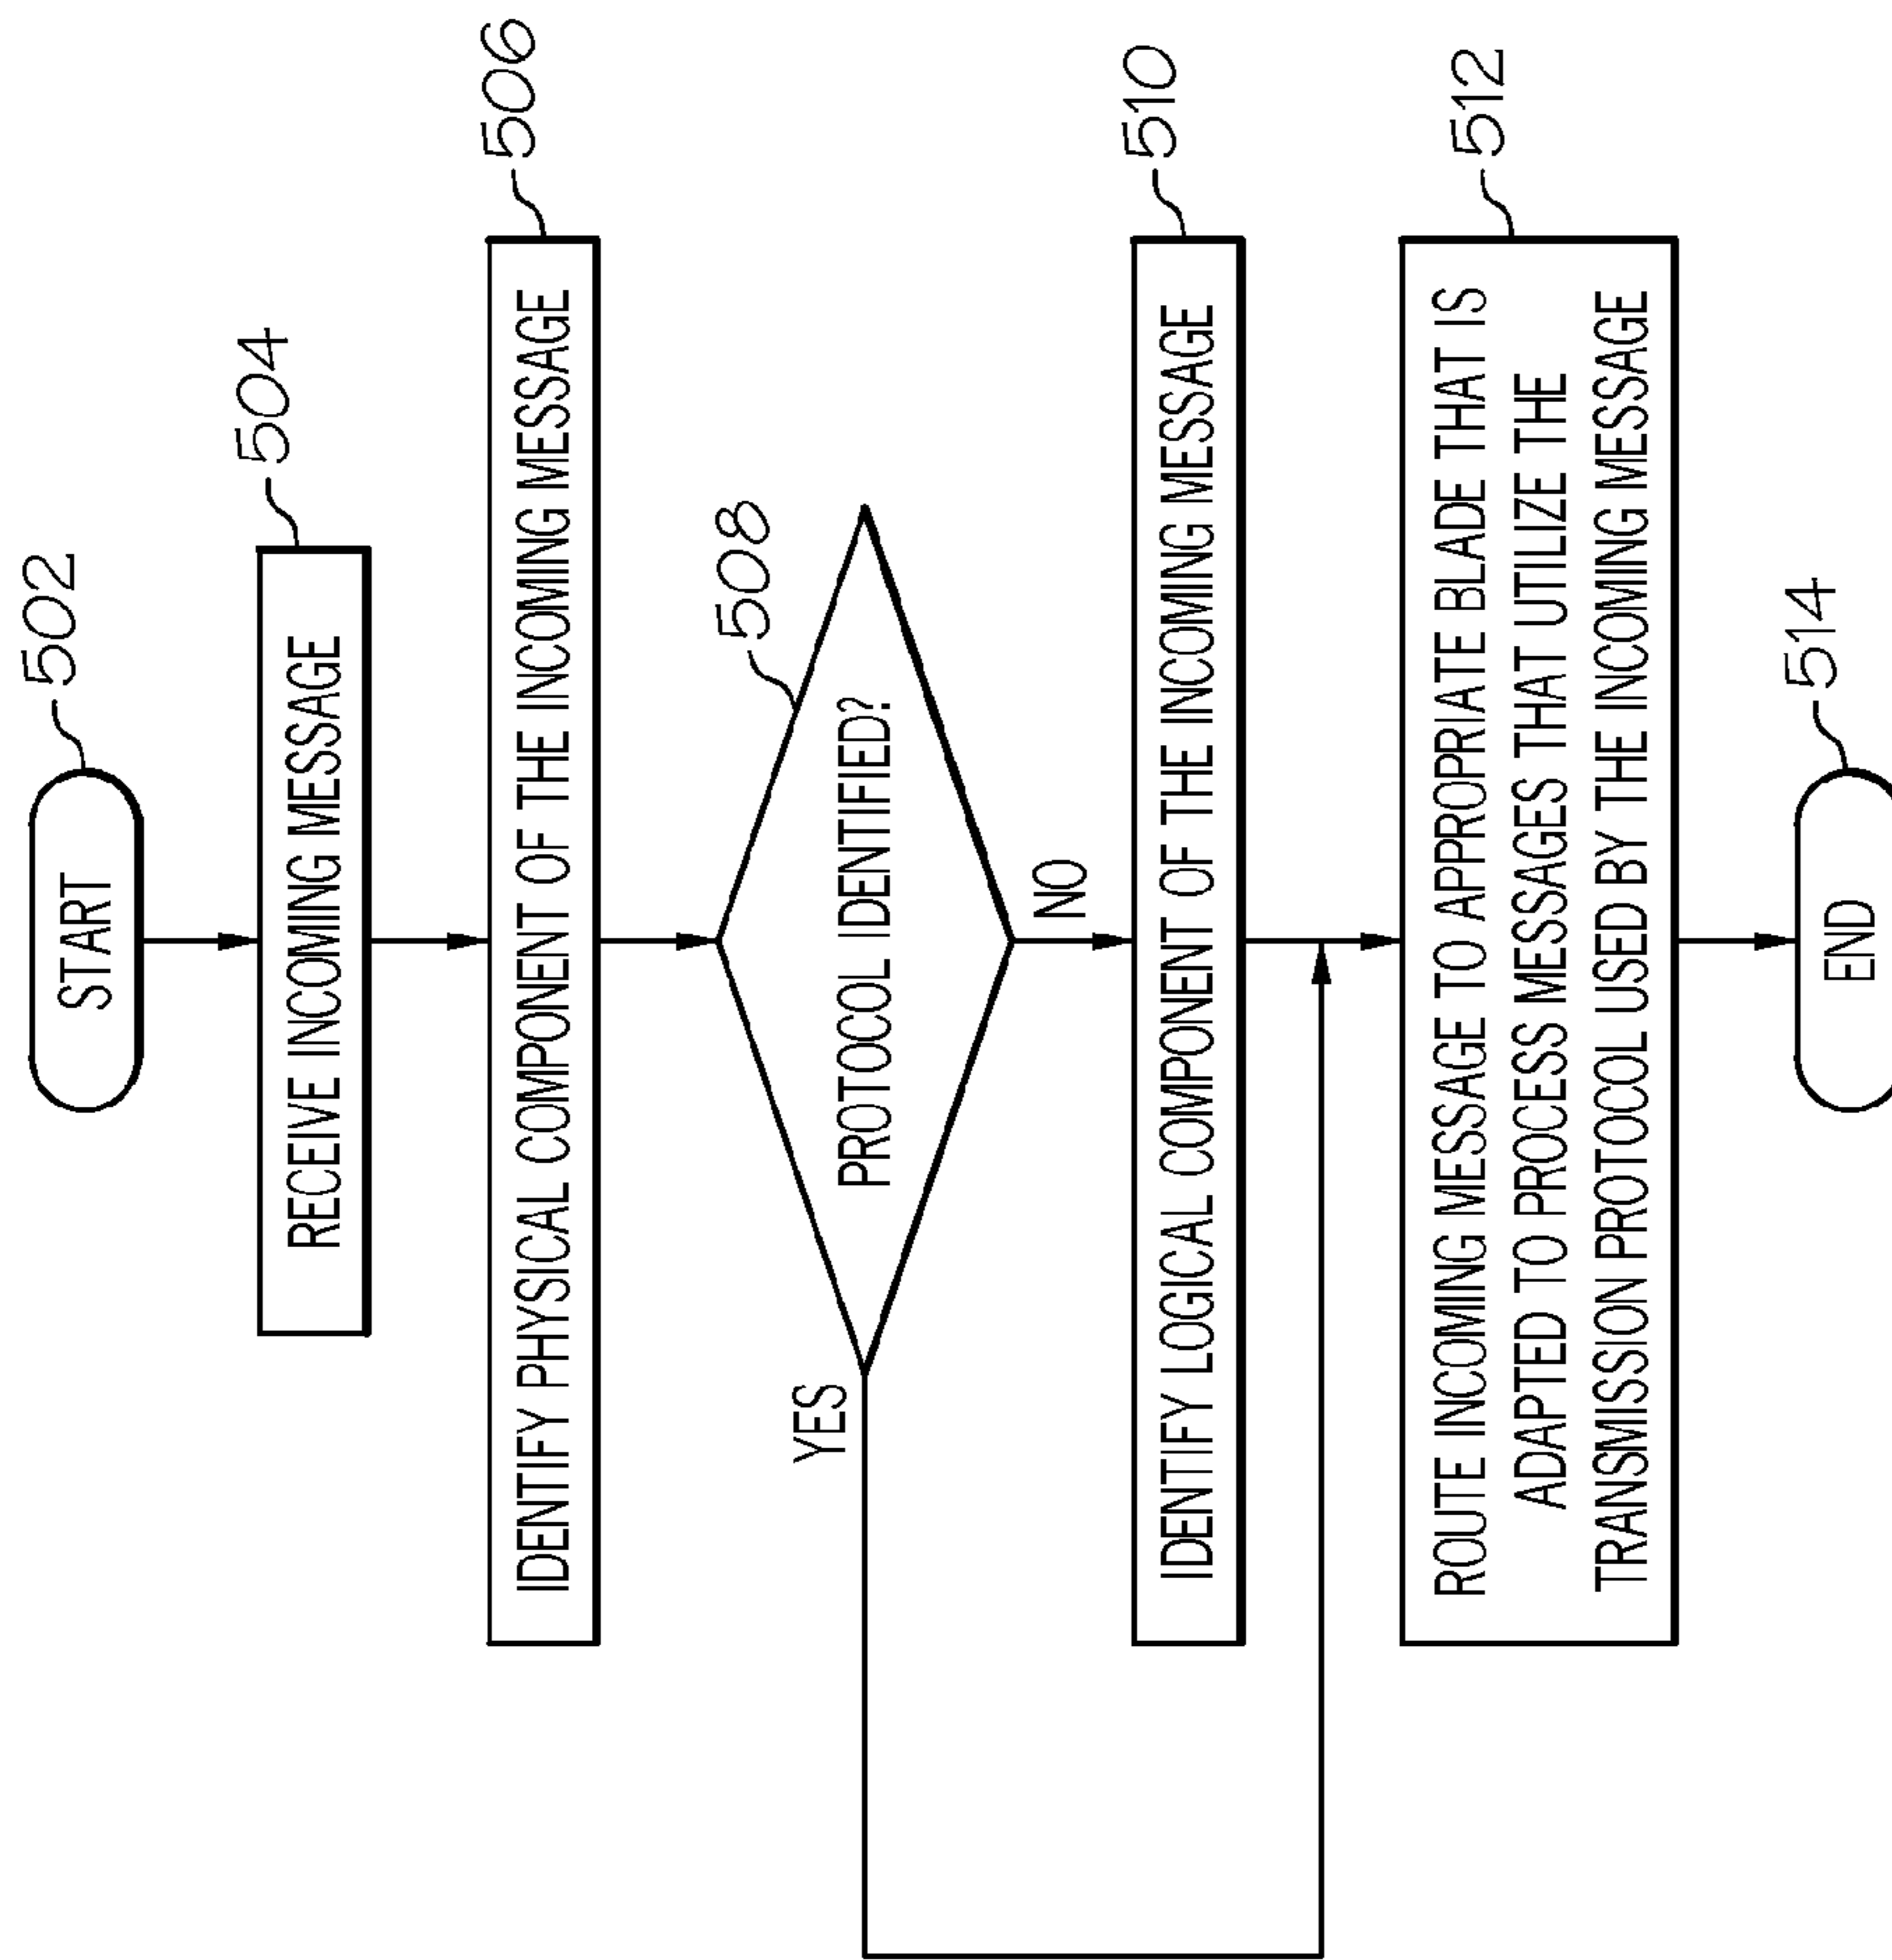 502
START
504
RECEIVE INCOMING MESSAGE
506
IDENTIFY PHYSICAL COMPONENT OF THE INCOMING MESSAGE
508
PROTOCOL IDENTIFIED?
YES
NO
510
IDENTIFY LOGICAL COMPONENT OF THE INCOMING MESSAGE
512
ROUTE INCOMING MESSAGE TO APPROPRIATE BLADE THAT IS
ADAPTED TO PROCESS MESSAGES THAT UTILIZE THE
TRANSMISSION PROTOCOL USED BY THE INCOMING MESSAGE
514
END